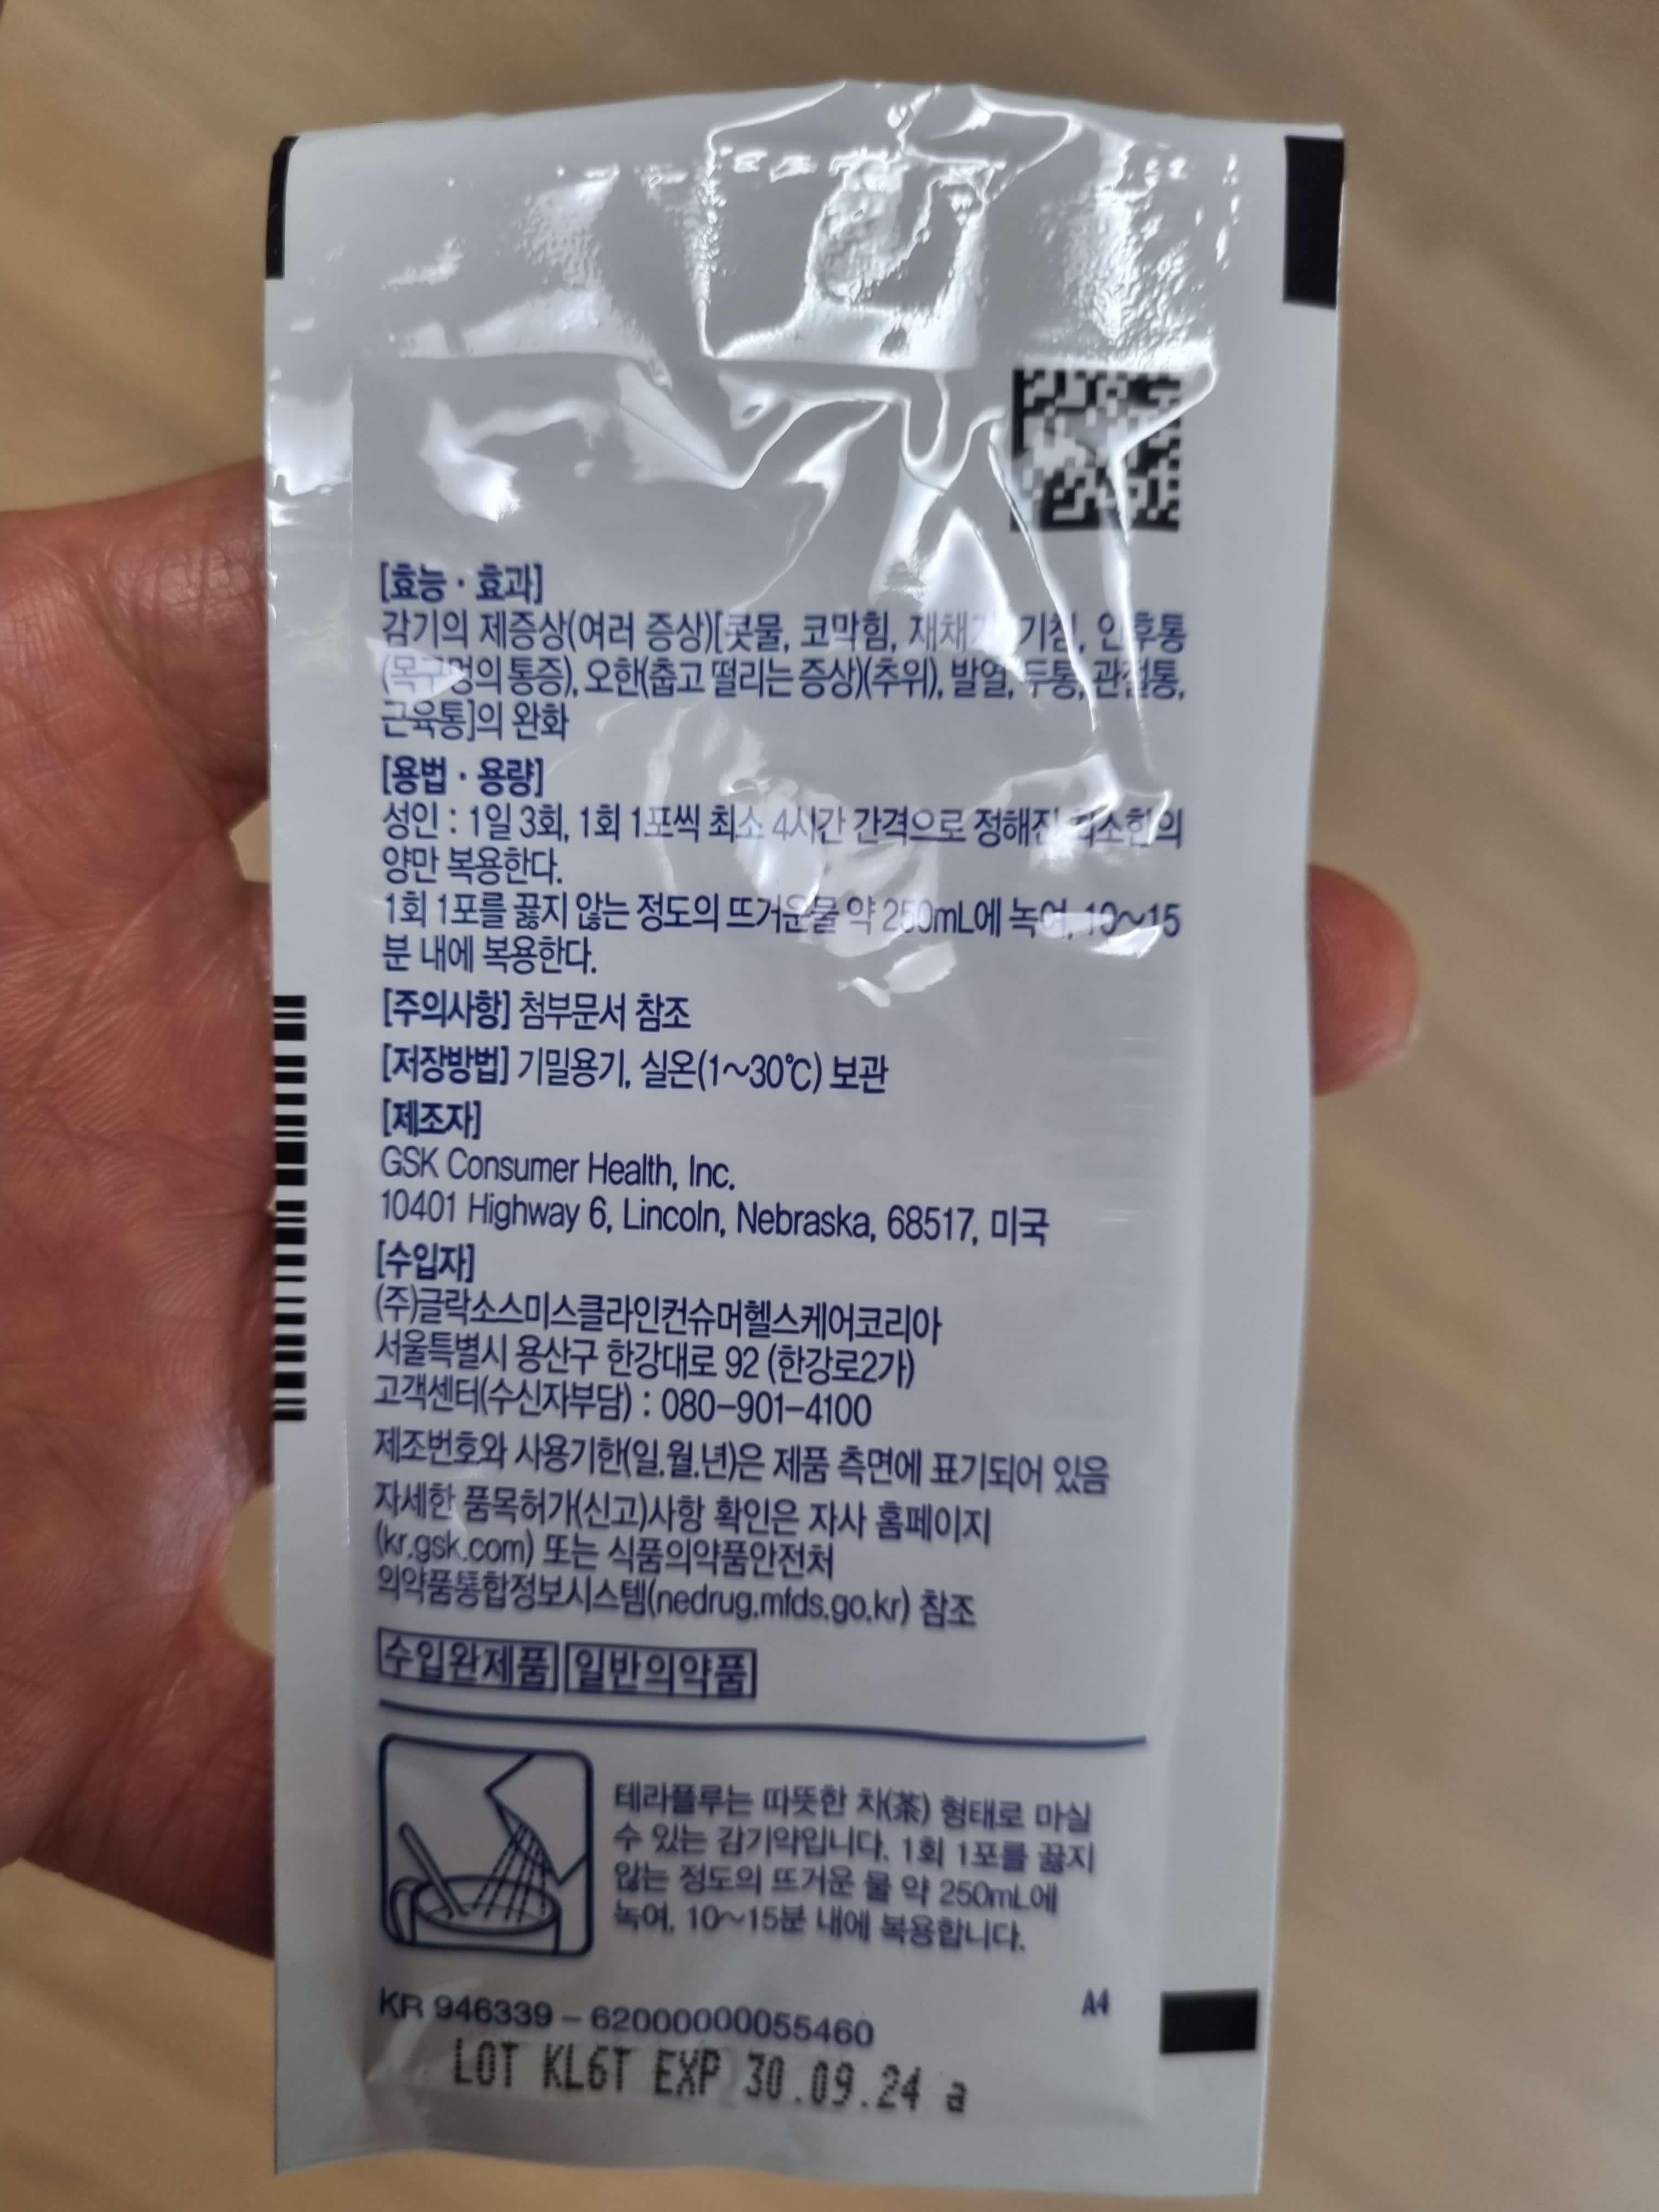 [효능·효과]
감기의 제증상(여러 증상)[콧물, 코막힘, 재채기, 기침, 인후통
(목구멍의 통증), 오한(춥고 떨리는 증상)(추위), 발열, 두통, 관절통,
근육통]의 완화
[용법·용량]
성인 : 1일 3회, 1회 1포씩 최소 4시간 간격으로 정해진 최소한의
양만 복용한다.
1회 1포를 끓지 않는 정도의 뜨거운물 약 250mL에 녹여, 10~15
분 내에 복용한다.
[주의사항] 첨부문서 참조
[저장방법] 기밀용기, 실온(1~30℃) 보관
[제조자]
GSK Consumer Health, Inc.
10401 Highway 6, Lincoln, Nebraska, 68517, 미국
[수입자]
(주)글락소스미스클라인컨슈머헬스케어코리아
서울특별시 용산구 한강대로 92 (한강로2가)
고객센터(수신자부담) : 080-901-4100
제조번호와 사용기한(일.월.년)은 제품 측면에 표기되어 있음
자세한 품목허가(신고)사항 확인은 자사 홈페이지
(kr.gsk.com) 또는 식품의약품안전처
의약품통합정보시스템(nedrug.mfds.go.kr) 참조
수입완제품 일반의약품
테라플루는 따뜻한 차(茶) 형태로 마실
수 있는 감기약입니다. 1회 1포를 끓지
않는 정도의 뜨거운 물 약 250mL에
녹여, 10~15분 내에 복용합니다.
KR 946339 - 62000000055460 A4
LOT KL6T EXP 30.09.24 a